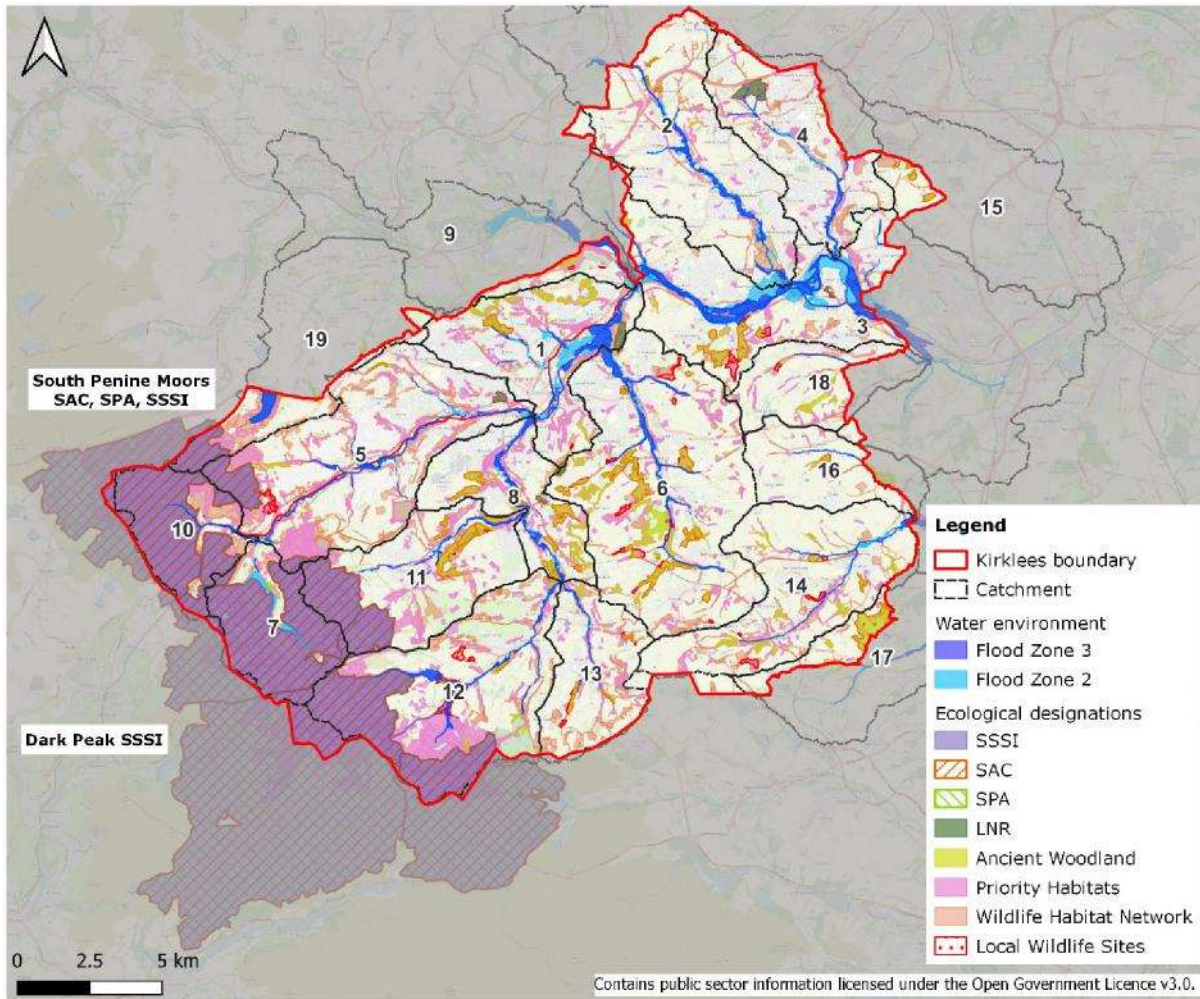 2
4
15
9
3
1
19
18
South Penine Moors
SAC, SPA, SSSI
5
16
6
8
10
11
14
7
17
13
12
Dark Peak SSSI
Legend
Kirklees boundary
Catchment
Water environment
Flood Zone 3
Flood Zone 2
Ecological designations
SSSI
SAC
SPA
LNR
Ancient Woodland
Priority Habitats
Wildlife Habitat Network
Local Wildlife Sites
0 2.5 5 km
Contains public sector information licensed under the Open Government Licence v3.0.